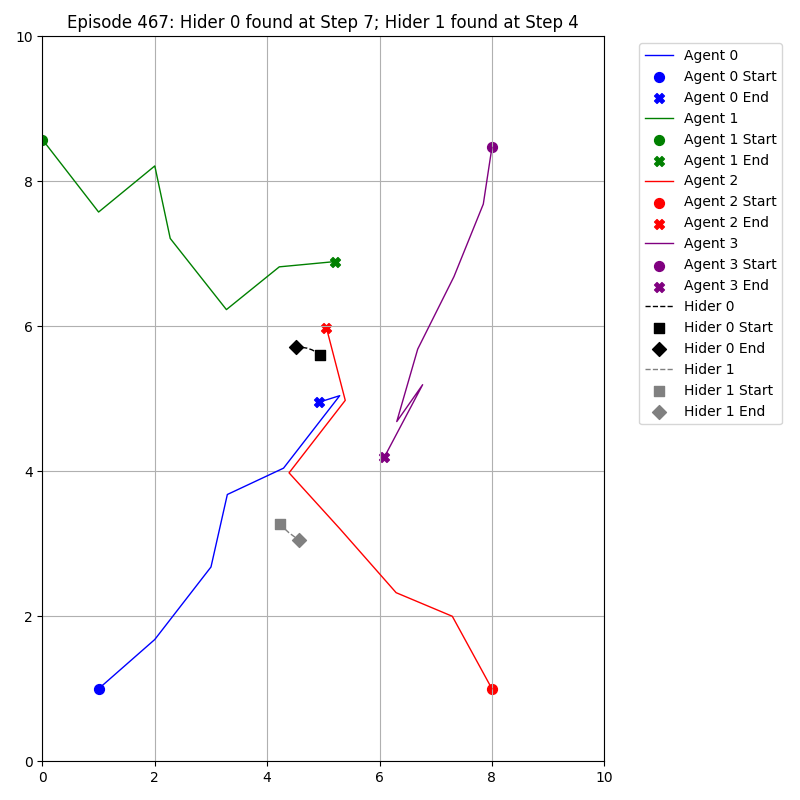 Episode 467: Hider 0 found at Step 7; Hider 1 found at Step 4
10
8
6
4
2
0
0
2
4
6
8
10
Agent 0
Agent 0 Start
Agent 0 End
Agent 1
Agent 1 Start
Agent 1 End
Agent 2
Agent 2 Start
Agent 2 End
Agent 3
Agent 3 Start
Agent 3 End
Hider 0
Hider 0 Start
Hider 0 End
Hider 1
Hider 1 Start
Hider 1 End